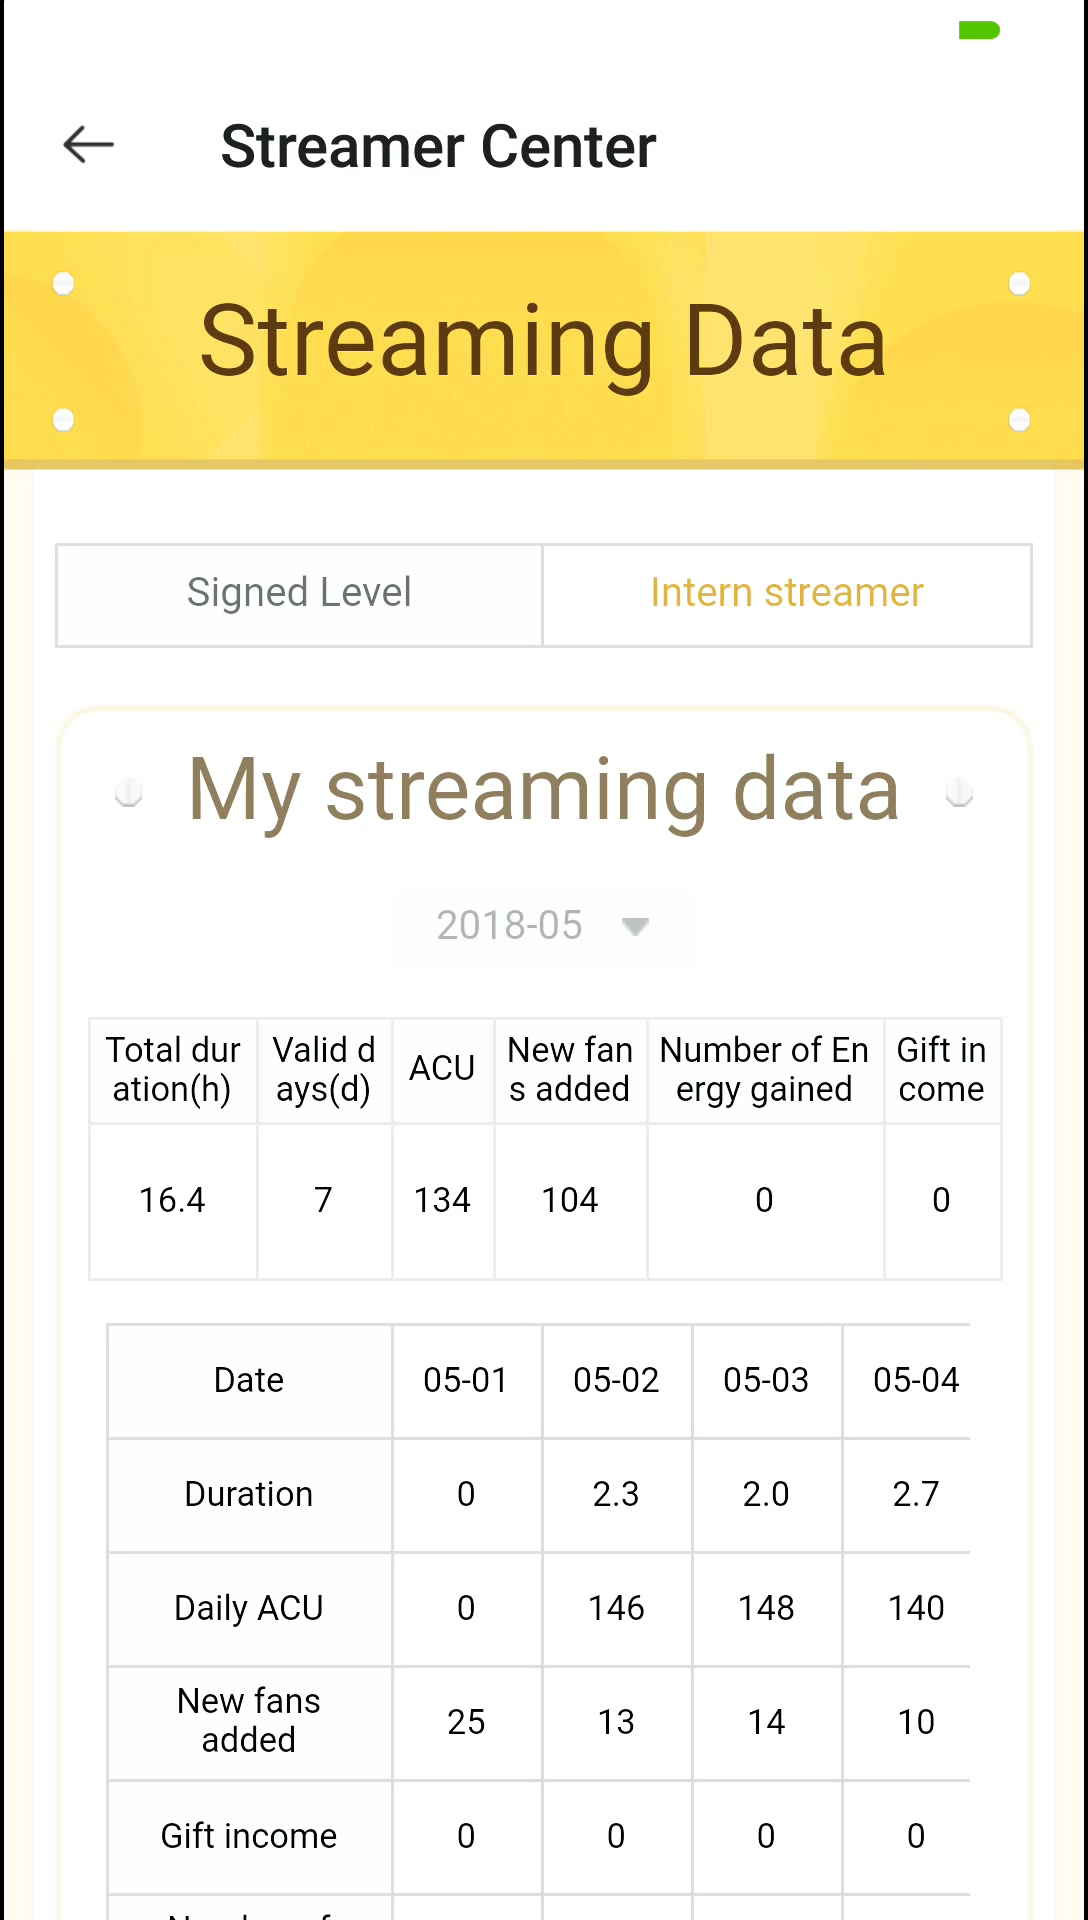 Streamer Center
Streaming Data
Signed Level Intern streamer
My streaming data
2018-05
Total dur Valid d ACU New fan Number of En Gift in
ation(h) ays(d) s added ergy gained come
16.4 7 134 104 0 0
Date 05-01 05-02 05-03 05-04
Duration 0 2.3 2.0 2.7
Daily ACU 0 146 148 140
New fans
added 25 13 14 10
Gift income 0 0 0 0